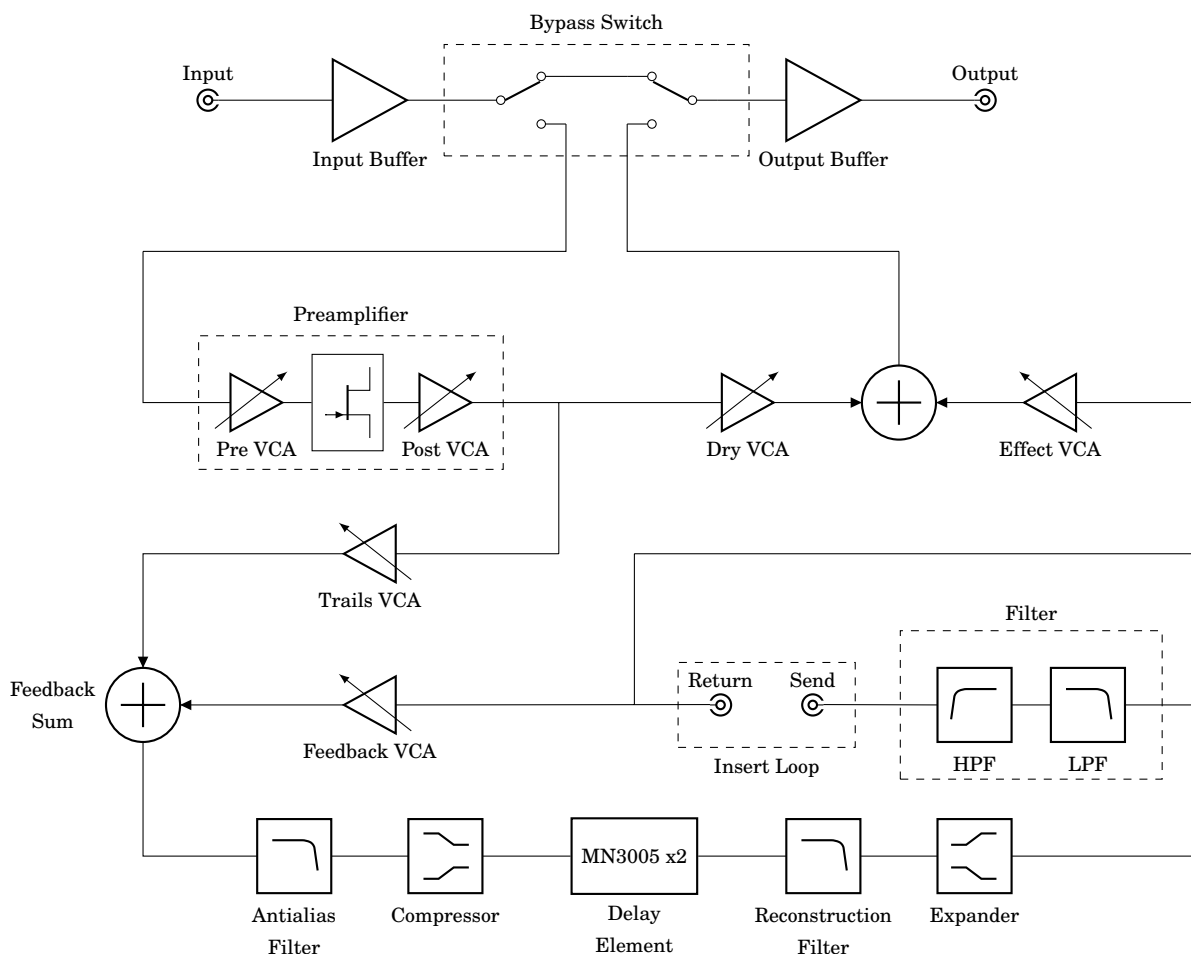 Bypass Switch
Input
Output
Input Buffer
Output Buffer
Preamplifier
Pre VCA
Post VCA
Dry VCA
Effect VCA
Trails VCA
Filter
Feedback
Sum
Return
Send
Feedback VCA
Insert Loop
HPF
LPF
MN3005 x2
Antialias
Filter
Compressor
Delay
Element
Reconstruction
Filter
Expander